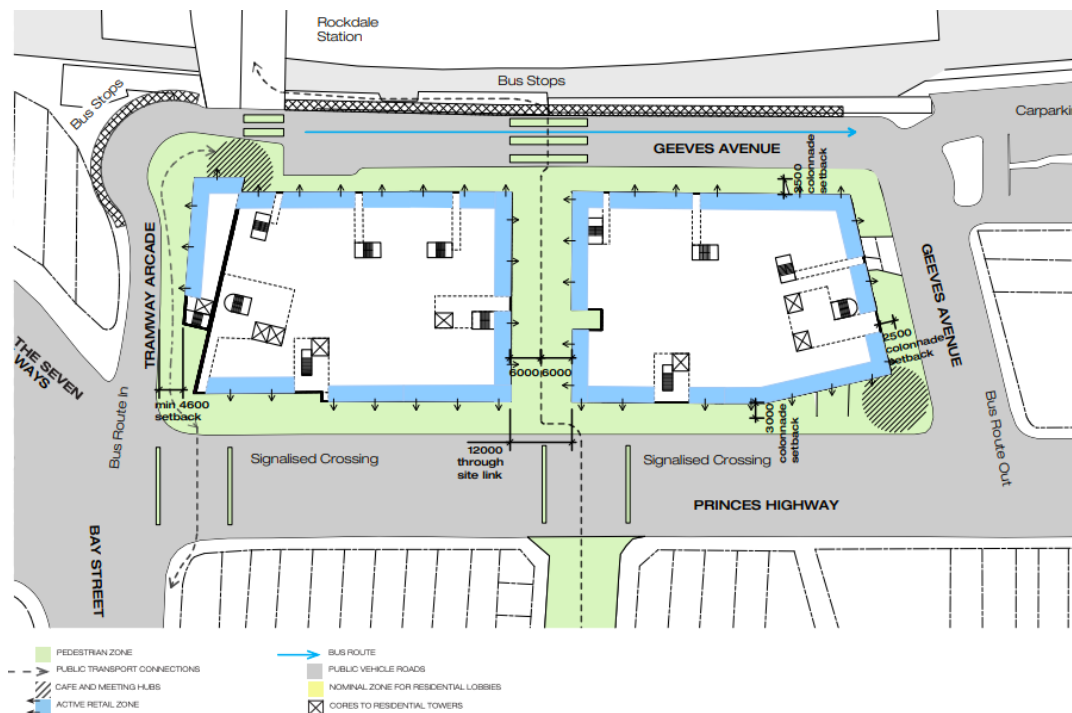 Rockdale
Station
Bus Stops
Bus Stops
Carparkin
GEEVES AVENUE
3500
colonnade
setback
TRAMWAY ARCADE
GEEVES AVENUE
THE SEVEN
WAYS
2500
colonnade
setback
6000
6000
min 4600
setback
3000
colonnade
setback
Bus Route In
Bus Route Out
12000
through
site link
Signalised Crossing
Signalised Crossing
PRINCES HIGHWAY
BAY STREET
PEDESTRIAN ZONE
PUBLIC TRANSPORT CONNECTIONS
CAFE AND MEETING HUBS
ACTIVE RETAIL ZONE
BUS ROUTE
PUBLIC VEHICLE ROADS
NOMINAL ZONE FOR RESIDENTIAL LOBBIES
CORES TO RESIDENTIAL TOWERS